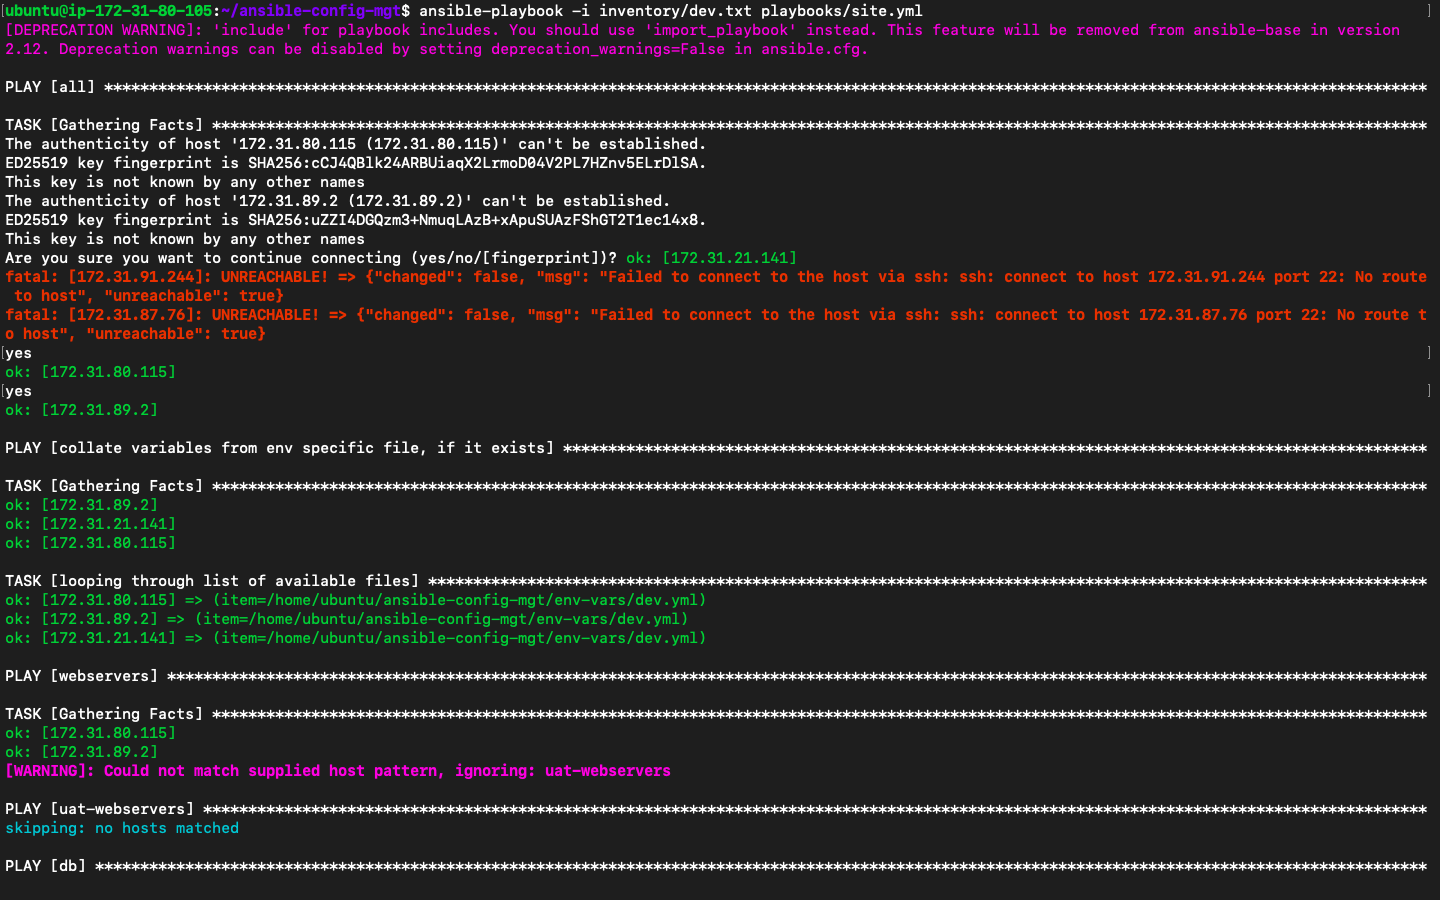 ubuntu@ip-172-31-80-105:~/ansible-config-mgt$ ansible-playbook -i inventory/dev.txt playbooks/site.yml
[DEPRECATION WARNING]: 'include' for playbook includes. You should use 'import_playbook' instead. This feature will be removed from ansible-base in version
2.12. Deprecation warnings can be disabled by setting deprecation_warnings=False in ansible.cfg.
PLAY [all] ***************************************************************************************************************************************************
TASK [Gathering Facts] ***************************************************************************************************************************************
The authenticity of host '172.31.80.115 (172.31.80.115)' can't be established.
ED25519 key fingerprint is SHA256:cCJ4QBlk24ARBUiaqX2LrmoD04V2PL7HZnv5ELrDlSA.
This key is not known by any other names
The authenticity of host '172.31.89.2 (172.31.89.2)' can't be established.
ED25519 key fingerprint is SHA256:uZZI4DGQzm3+NmuqLAzB+xApuSUAzFShGT2T1ec14x8.
This key is not known by any other names
Are you sure you want to continue connecting (yes/no/[fingerprint])? ok: [172.31.21.141]
fatal: [172.31.91.244]: UNREACHABLE! => {"changed": false, "msg": "Failed to connect to the host via ssh: ssh: connect to host 172.31.91.244 port 22: No route
 to host", "unreachable": true}
fatal: [172.31.87.76]: UNREACHABLE! => {"changed": false, "msg": "Failed to connect to the host via ssh: ssh: connect to host 172.31.87.76 port 22: No route t
o host", "unreachable": true}
yes
ok: [172.31.80.115]
yes
ok: [172.31.89.2]
PLAY [collate variables from env specific file, if it exists] ************************************************************************************************
TASK [Gathering Facts] ***************************************************************************************************************************************
ok: [172.31.89.2]
ok: [172.31.21.141]
ok: [172.31.80.115]
TASK [looping through list of available files] ***************************************************************************************************************
ok: [172.31.80.115] => (item=/home/ubuntu/ansible-config-mgt/env-vars/dev.yml)
ok: [172.31.89.2] => (item=/home/ubuntu/ansible-config-mgt/env-vars/dev.yml)
ok: [172.31.21.141] => (item=/home/ubuntu/ansible-config-mgt/env-vars/dev.yml)
PLAY [webservers] ********************************************************************************************************************************************
TASK [Gathering Facts] ***************************************************************************************************************************************
ok: [172.31.80.115]
ok: [172.31.89.2]
[WARNING]: Could not match supplied host pattern, ignoring: uat-webservers
PLAY [uat-webservers] ****************************************************************************************************************************************
skipping: no hosts matched
PLAY [db] ****************************************************************************************************************************************************